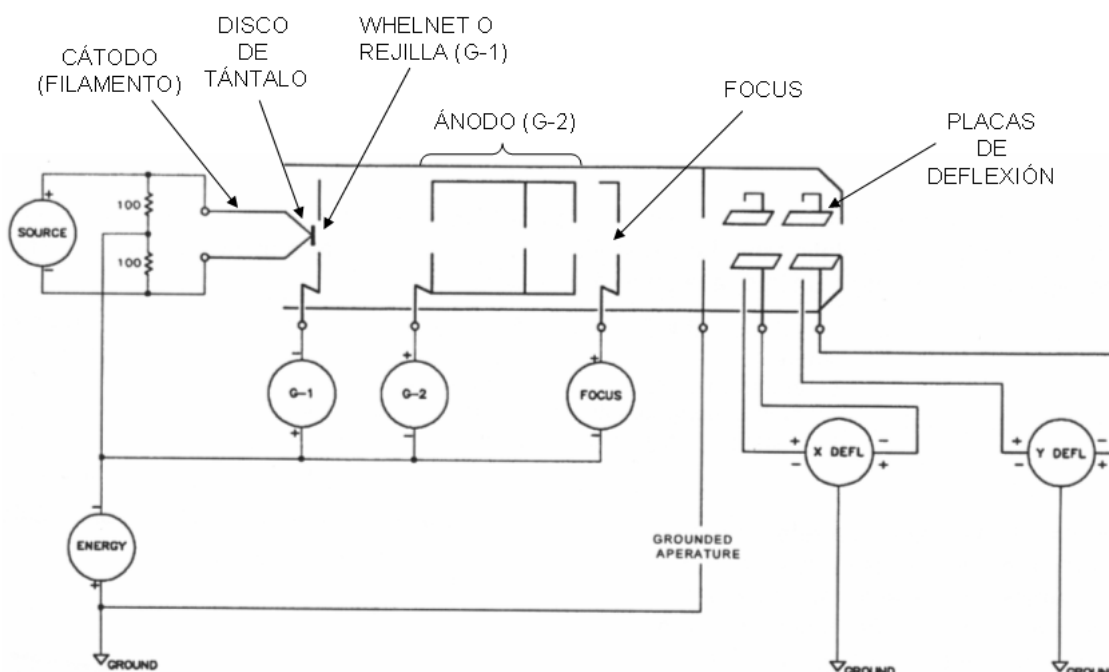 DISCO
DE
TÁNTALO
WHELNET O
REJILLA (G-1)
CÁTODO
(FILAMENTO)
FOCUS
ÁNODO (G-2)
PLACAS
DE
DEFLEXIÓN
+
100
SOURCE
100
-
- + +
G-1 G-2 FOCUS
+ - -
+ - + -
X DEFL Y DEFL
- + - +
-
ENERGY
+
GROUNDED
APERATURE
GROUND GROUND GROUND